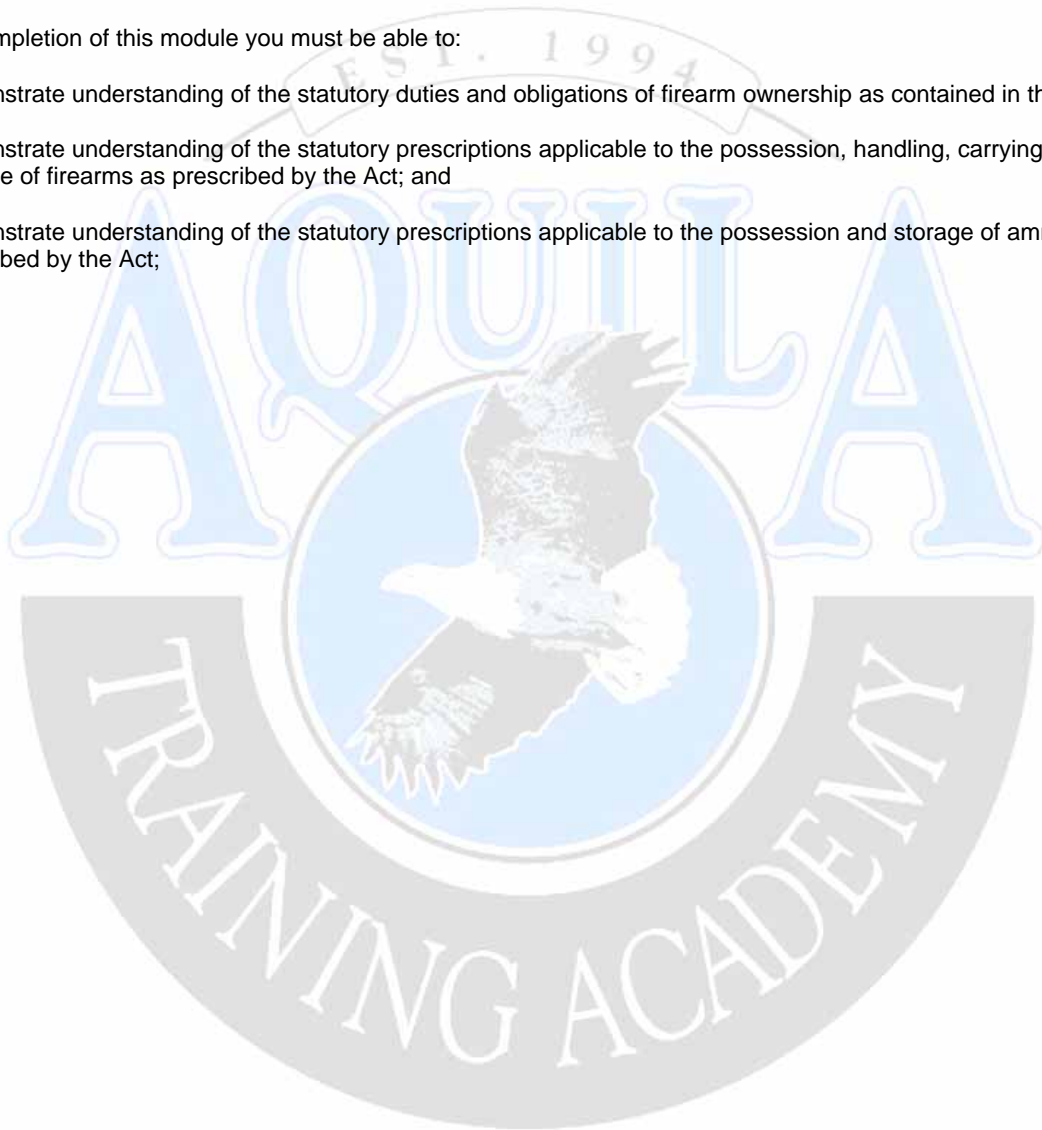 mpletion of this module you must be able to:
EST. 1994
nstrate understanding of the statutory duties and obligations of firearm ownership as contained in th
nstrate understanding of the statutory prescriptions applicable to the possession, handling, carrying
e of firearms as prescribed by the Act; and
nstrate understanding of the statutory prescriptions applicable to the possession and storage of am
bed by the Act;
AQUILA
TRAINING ACADEMY